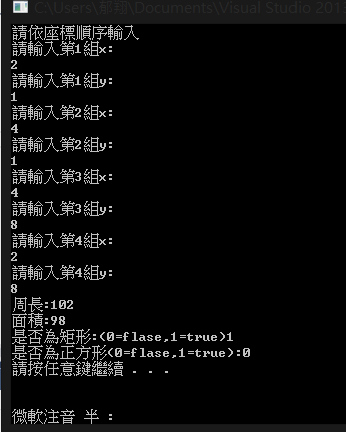 C:\Users\郭翔\Documents\Visual Studio 201
請依座標順序輸入
請輸入第1組x:
2
請輸入第1組y:
1
請輸入第2組x:
4
請輸入第2組y:
1
請輸入第3組x:
4
請輸入第3組y:
8
請輸入第4組x:
2
請輸入第4組y:
8
周長:102
面積:98
是否為矩形:(0=flase,1=true)1
是否為正方形(0=flase,1=true):0
請按任意鍵繼續 . . .
微軟注音 半 :